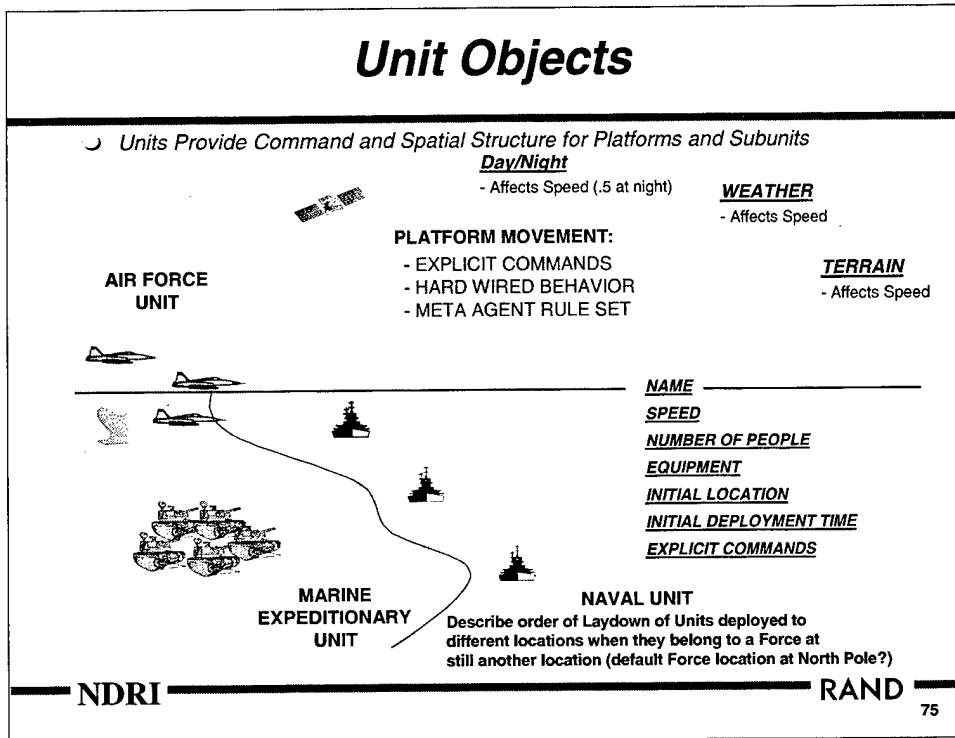 Unit Objects
Units Provide Command and Spatial Structure for Platforms and Subunits
Day/Night
- Affects Speed (.5 at night)
WEATHER
- Affects Speed
PLATFORM MOVEMENT:
- EXPLICIT COMMANDS
- HARD WIRED BEHAVIOR
- META AGENT RULE SET
TERRAIN
- Affects Speed
AIR FORCE
UNIT
NAME
SPEED
NUMBER OF PEOPLE
EQUIPMENT
INITIAL LOCATION
INITIAL DEPLOYMENT TIME
EXPLICIT COMMANDS
MARINE
EXPEDITIONARY
UNIT
NAVAL UNIT
Describe order of Laydown of Units deployed to
different locations when they belong to a Force at
still another location (default Force location at North Pole?)
NDRI
RAND
75